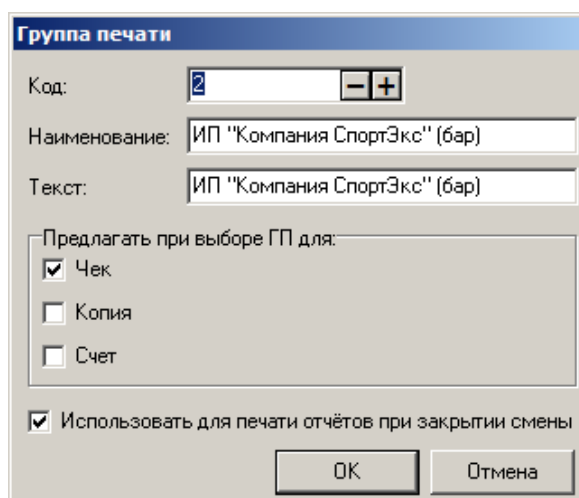 Группа печати
Код: 2
Наименование: ИП "Компания СпортЭкс" (бар)
Текст: ИП "Компания СпортЭкс" (бар)
Предлагать при выборе ГП для:
Чек
Копия
Счет
Использовать для печати отчётов при закрытии смены
OK Отмена